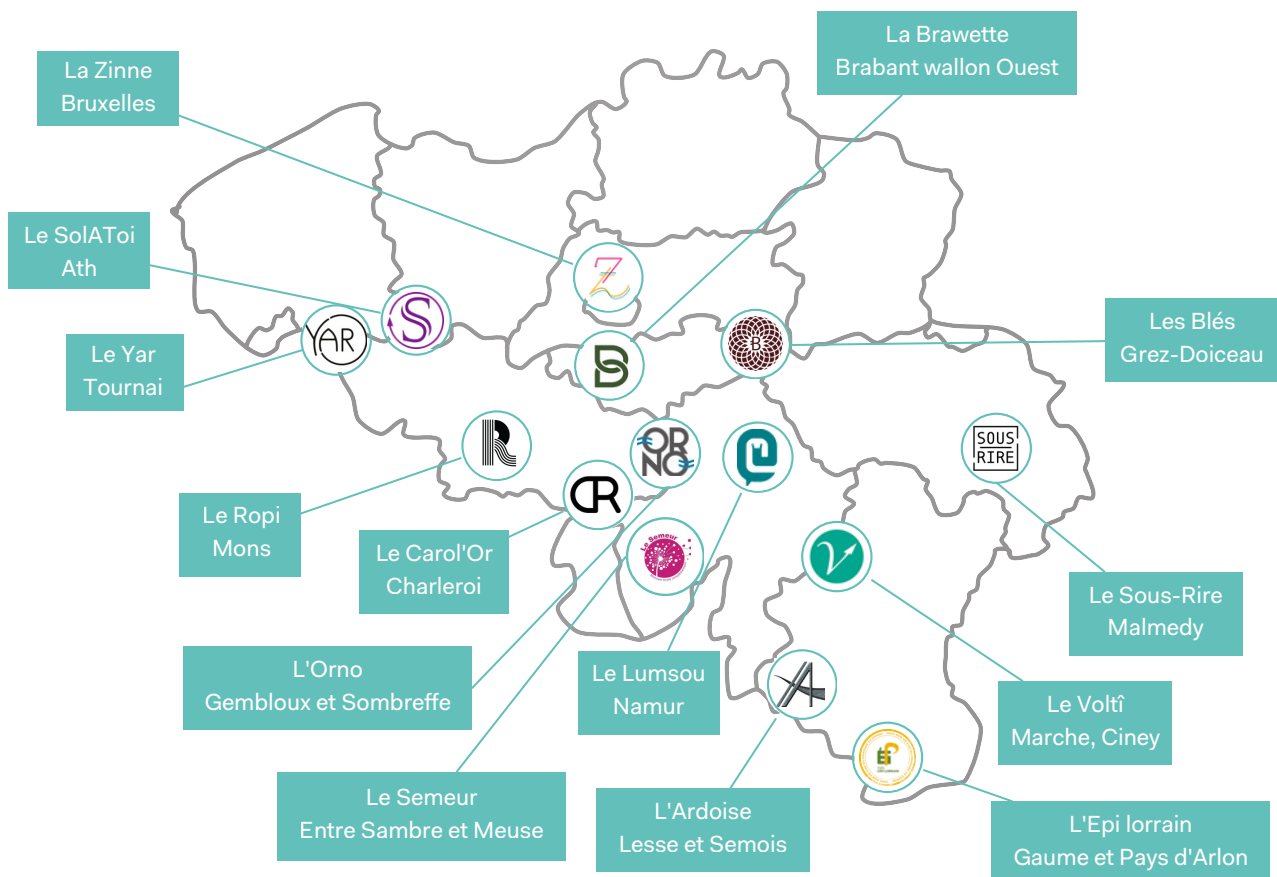 La Brawette
Brabant wallon Ouest
La Zinne
Bruxelles
Le SolAToi
Ath
Les Blés
Grez-Doiceau
Le Yar
Tournai
YAR
S
Z
B
B
R
OR
NO
SOUS
RIRE
CR
Le Semeur
V
A
Le Ropi
Mons
Le Carol'Or
Charleroi
Le Sous-Rire
Malmedy
L'Orno
Gembloux et Sombreffe
Le Lumsou
Namur
Le Voltî
Marche, Ciney
Le Semeur
Entre Sambre et Meuse
L'Ardoise
Lesse et Semois
L'Epi lorrain
Gaume et Pays d'Arlon